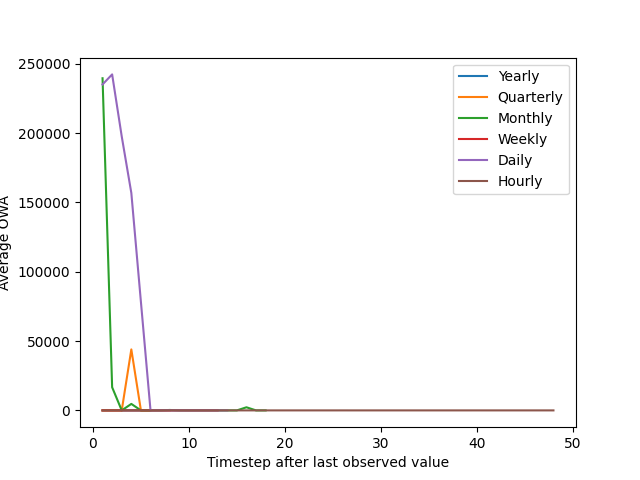 250000
200000
150000
100000
50000
0
Average OWA
0 10 20 30 40 50
Timestep after last observed value
Yearly
Quarterly
Monthly
Weekly
Daily
Hourly